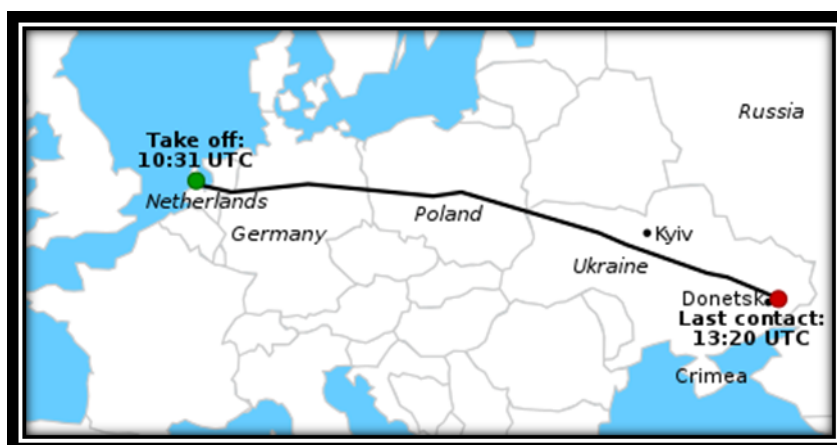 Russia
Take off:
10:31 UTC
Netherlands
Poland
Germany
Kyiv
Ukraine
Donetsk
Last contact:
13:20 UTC
Crimea